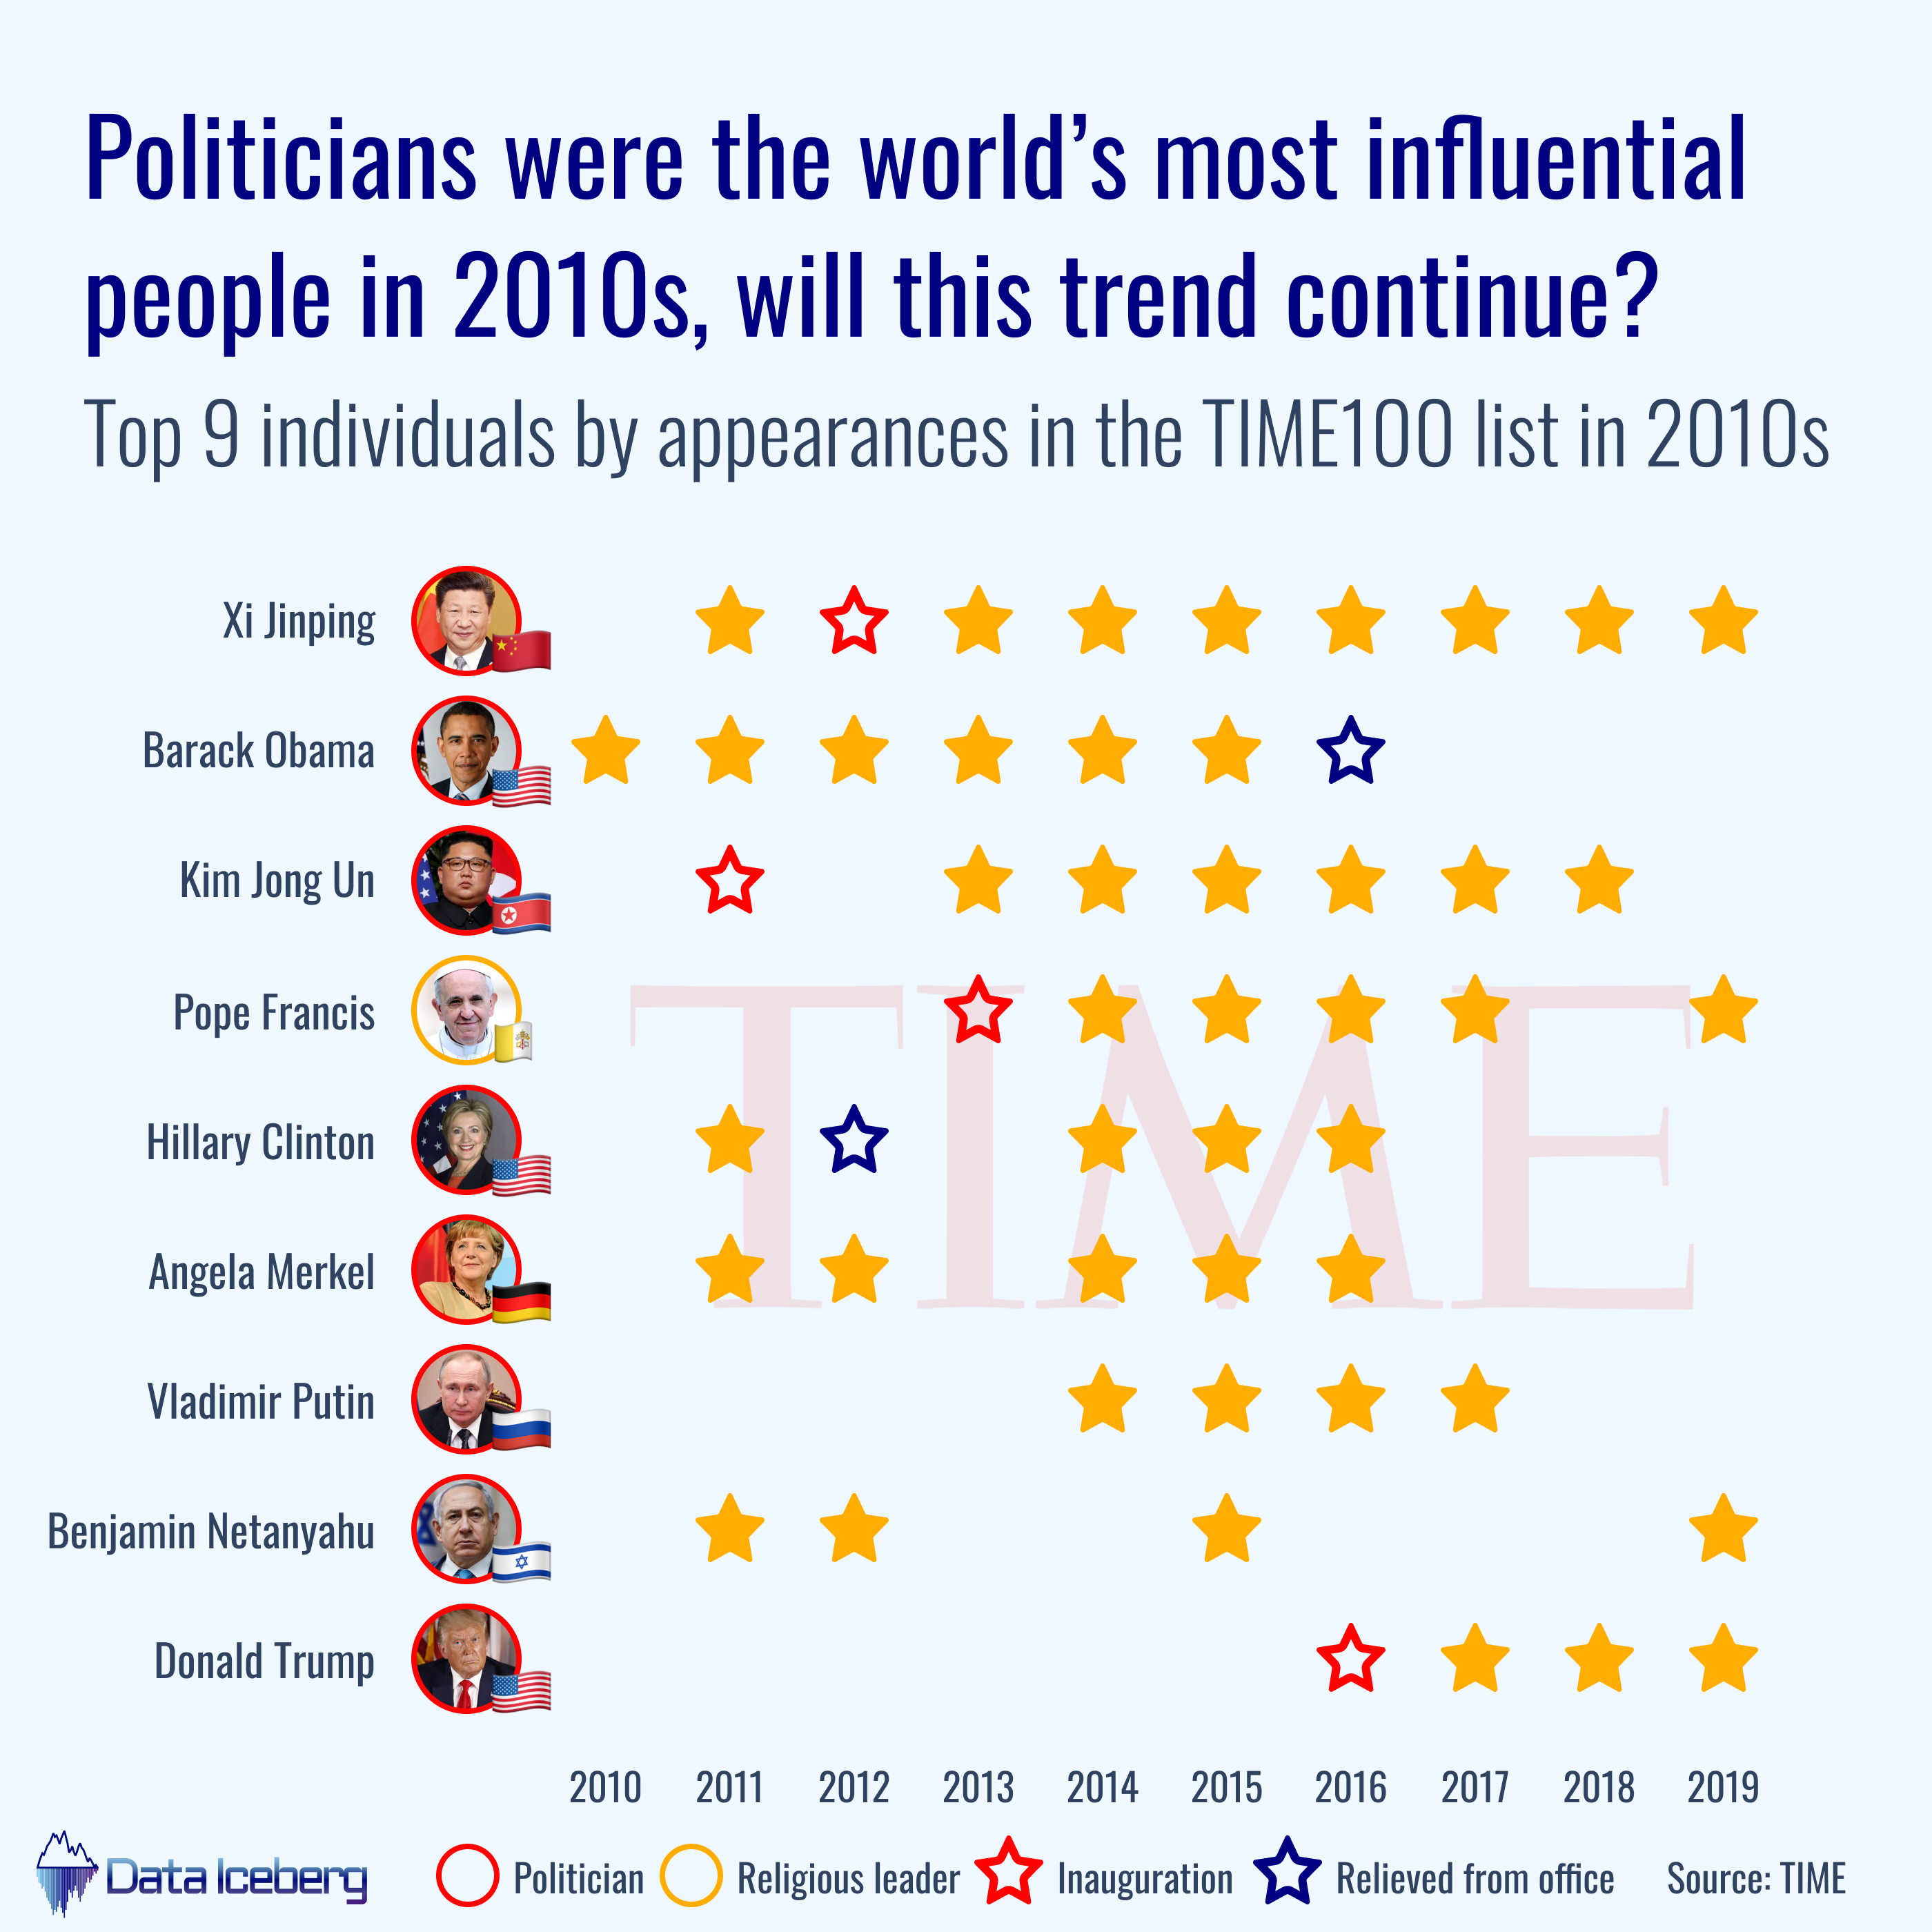 Politicians were the world’s most influential
people in 2010s, will this trend continue?
Top 9 individuals by appearances in the TIME100 list in 2010s
Xi Jinping
Barack Obama
Kim Jong Un
Pope Francis
Hillary Clinton
Angela Merkel
Vladimir Putin
Benjamin Netanyahu
Donald Trump
TIME
2010 2011 2012 2013 2014 2015 2016 2017 2018 2019
Data Iceberg Politician Religious leader Inauguration Relieved from office Source: TIME